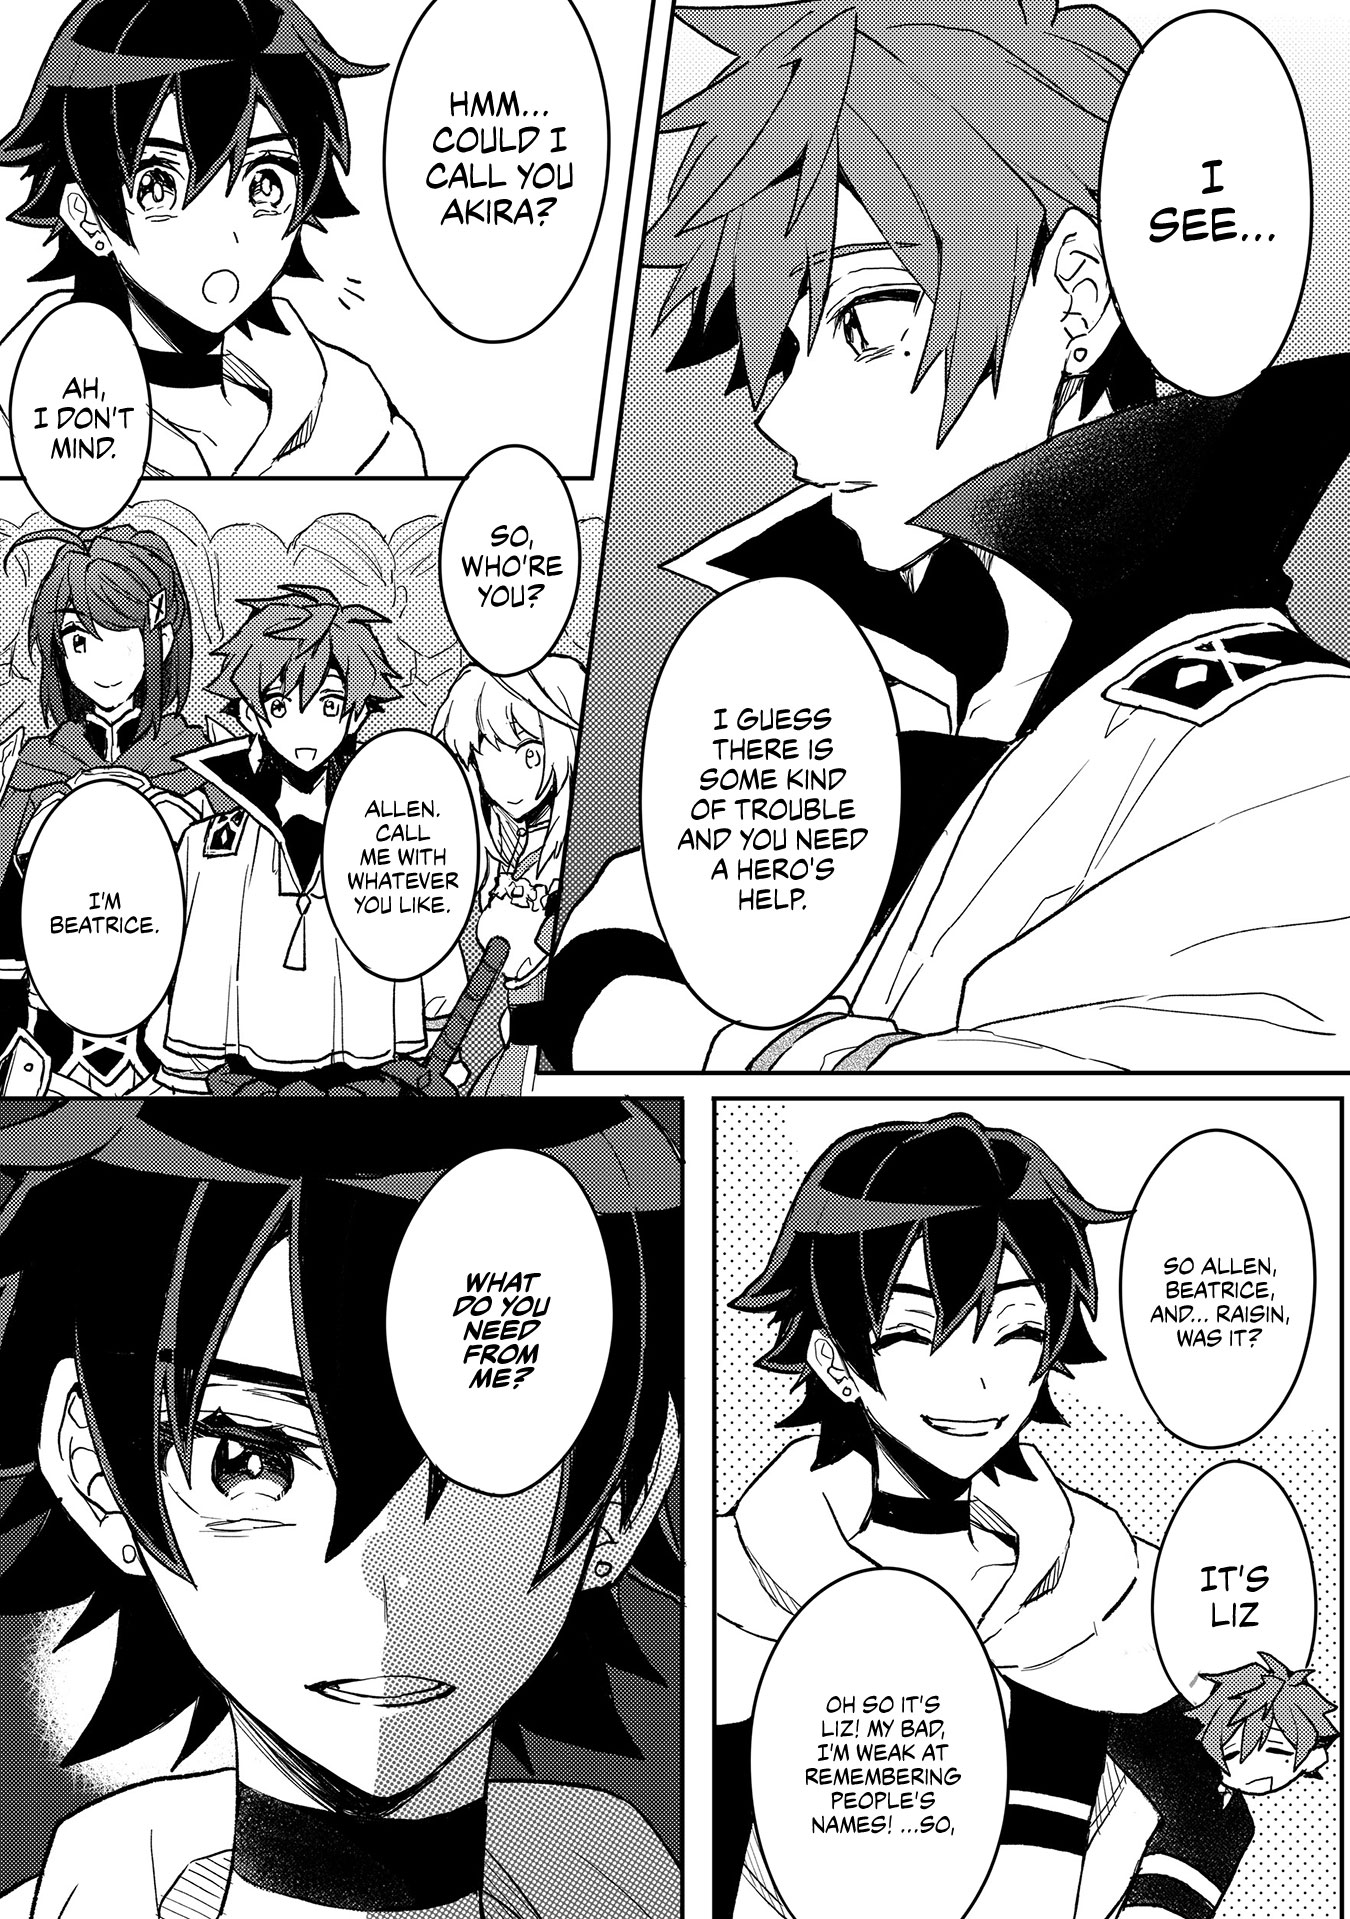 I
SEE...
I GUESS
THERE IS
SOME KIND
OF TROUBLE
AND YOU NEED
A HERO'S
HELP.
HMM...
COULD I
CALL YOU
AKIRA?
AH,
I DON'T
MIND.
SO,
WHO'RE
YOU?
ALLEN.
CALL
ME WITH
WHATEVER
YOU LIKE.
I'M
BEATRICE.
SO ALLEN,
BEATRICE,
AND... RAISIN,
WAS IT?
IT'S
LIZ
OH SO IT'S
LIZ! MY BAD,
I'M WEAK AT
REMEMBERING
PEOPLE'S
NAMES! ...SO,
WHAT
DO YOU
NEED
FROM
ME?